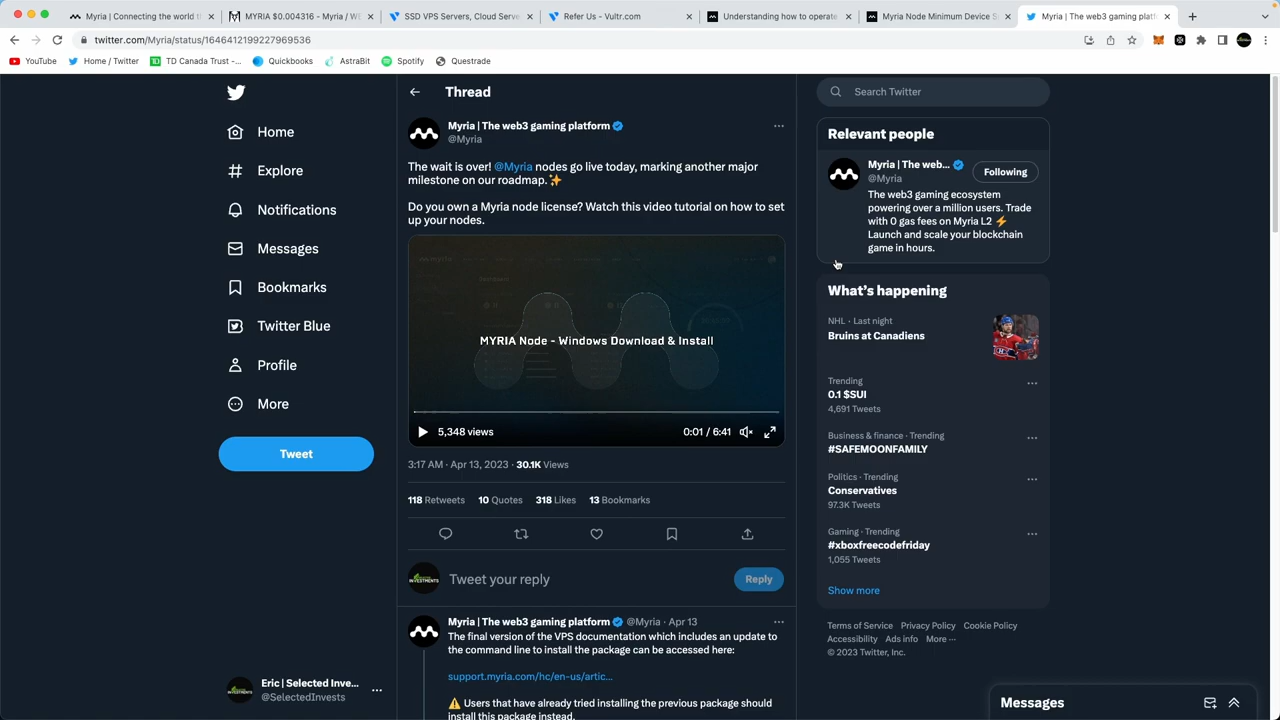 Myria | Connecting the world t
MYRIA $0.004316 - Myria / WE
SSD VPS Servers, Cloud Serve
Refer Us - Vultr.com
Understanding how to operate
Myria Node Minimum Device S
Myria | The web3 gaming platf
twitter.com/Myria/status/1646412199227969536
YouTube
Home / Twitter
TD Canada Trust -...
Quickbooks
AstraBit
Spotify
Questrade
Home
Explore
Notifications
Messages
Bookmarks
Twitter Blue
Profile
More
Tweet
Eric | Selected Inve...
@SelectedInvests
Thread
Myria | The web3 gaming platform
@Myria
The wait is over! @Myria nodes go live today, marking another major
milestone on our roadmap.✨
Do you own a Myria node license? Watch this video tutorial on how to set
up your nodes.
MYRIA Node - Windows Download & Install
5,348 views
0:01 / 6:41
3:17 AM · Apr 13, 2023 · 30.1K Views
118 Retweets 10 Quotes 318 Likes 13 Bookmarks
Tweet your reply
Reply
Myria | The web3 gaming platform @Myria · Apr 13
The final version of the VPS documentation which includes an update to
the command line to install the package can be accessed here:
support.myria.com/hc/en-us/artic...
⚠️ Users that have already tried installing the previous package should
install this package instead.
Search Twitter
Relevant people
Myria | The web...
Following
@Myria
The web3 gaming ecosystem
powering over a million users. Trade
with 0 gas fees on Myria L2 ⚡
Launch and scale your blockchain
game in hours.
What's happening
NHL · Last night
Bruins at Canadiens
Trending
0.1 $SUI
4,691 Tweets
Business & finance · Trending
#SAFEMOONFAMILY
Politics · Trending
Conservatives
97.3K Tweets
Gaming · Trending
#xboxfreecodefriday
1,055 Tweets
Show more
Terms of Service Privacy Policy Cookie Policy
Accessibility Ads info More ···
© 2023 Twitter, Inc.
Messages